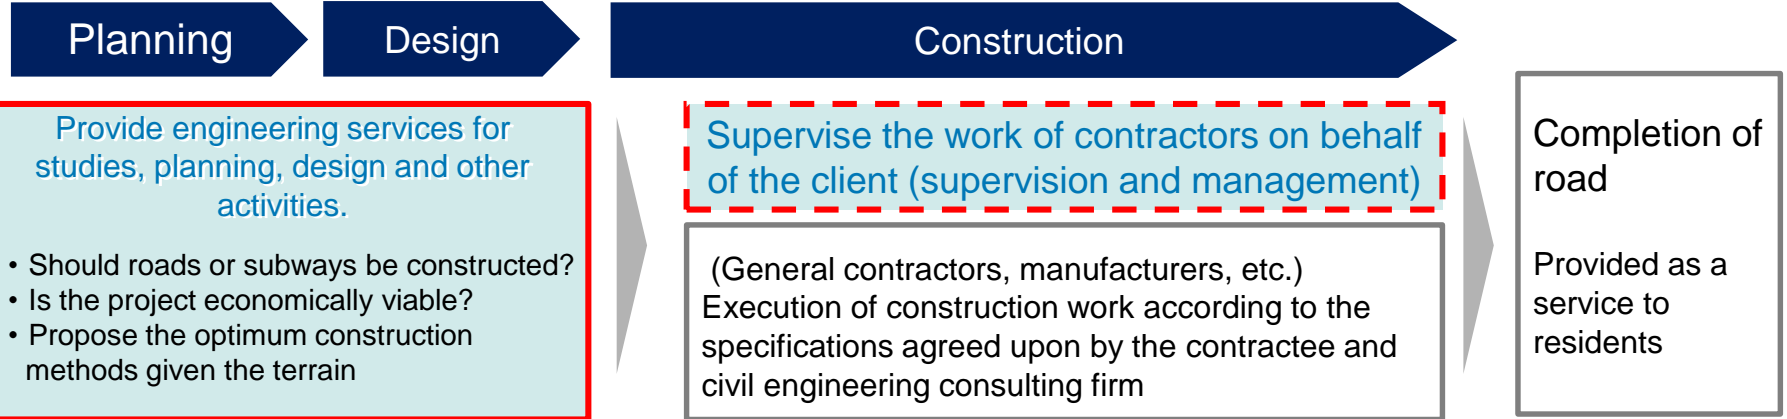 Planning
Design
Construction
Provide engineering services for
studies, planning, design and other
activities.
• Should roads or subways be constructed?
• Is the project economically viable?
• Propose the optimum construction
methods given the terrain
Supervise the work of contractors on behalf
of the client (supervision and management)
(General contractors, manufacturers, etc.)
Execution of construction work according to the
specifications agreed upon by the contractee and
civil engineering consulting firm
Completion of
road
Provided as a
service to
residents